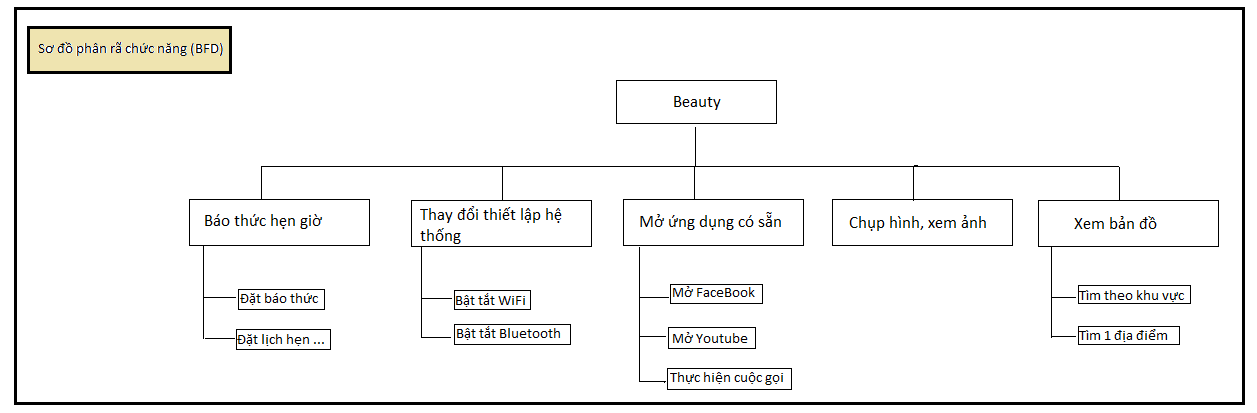 Sơ đồ phân rã chức năng (BFD)
Beauty
Báo thức hẹn giờ
Thay đổi thiết lập hệ
thống
Mở ứng dụng có sẵn
Chụp hình, xem ảnh
Xem bản đồ
Đặt báo thức
Đặt lịch hẹn ...
Bật tắt WiFi
Bật tắt Bluetooth
Mở FaceBook
Mở Youtube
Thực hiện cuộc gọi
Tìm theo khu vực
Tìm 1 địa điểm